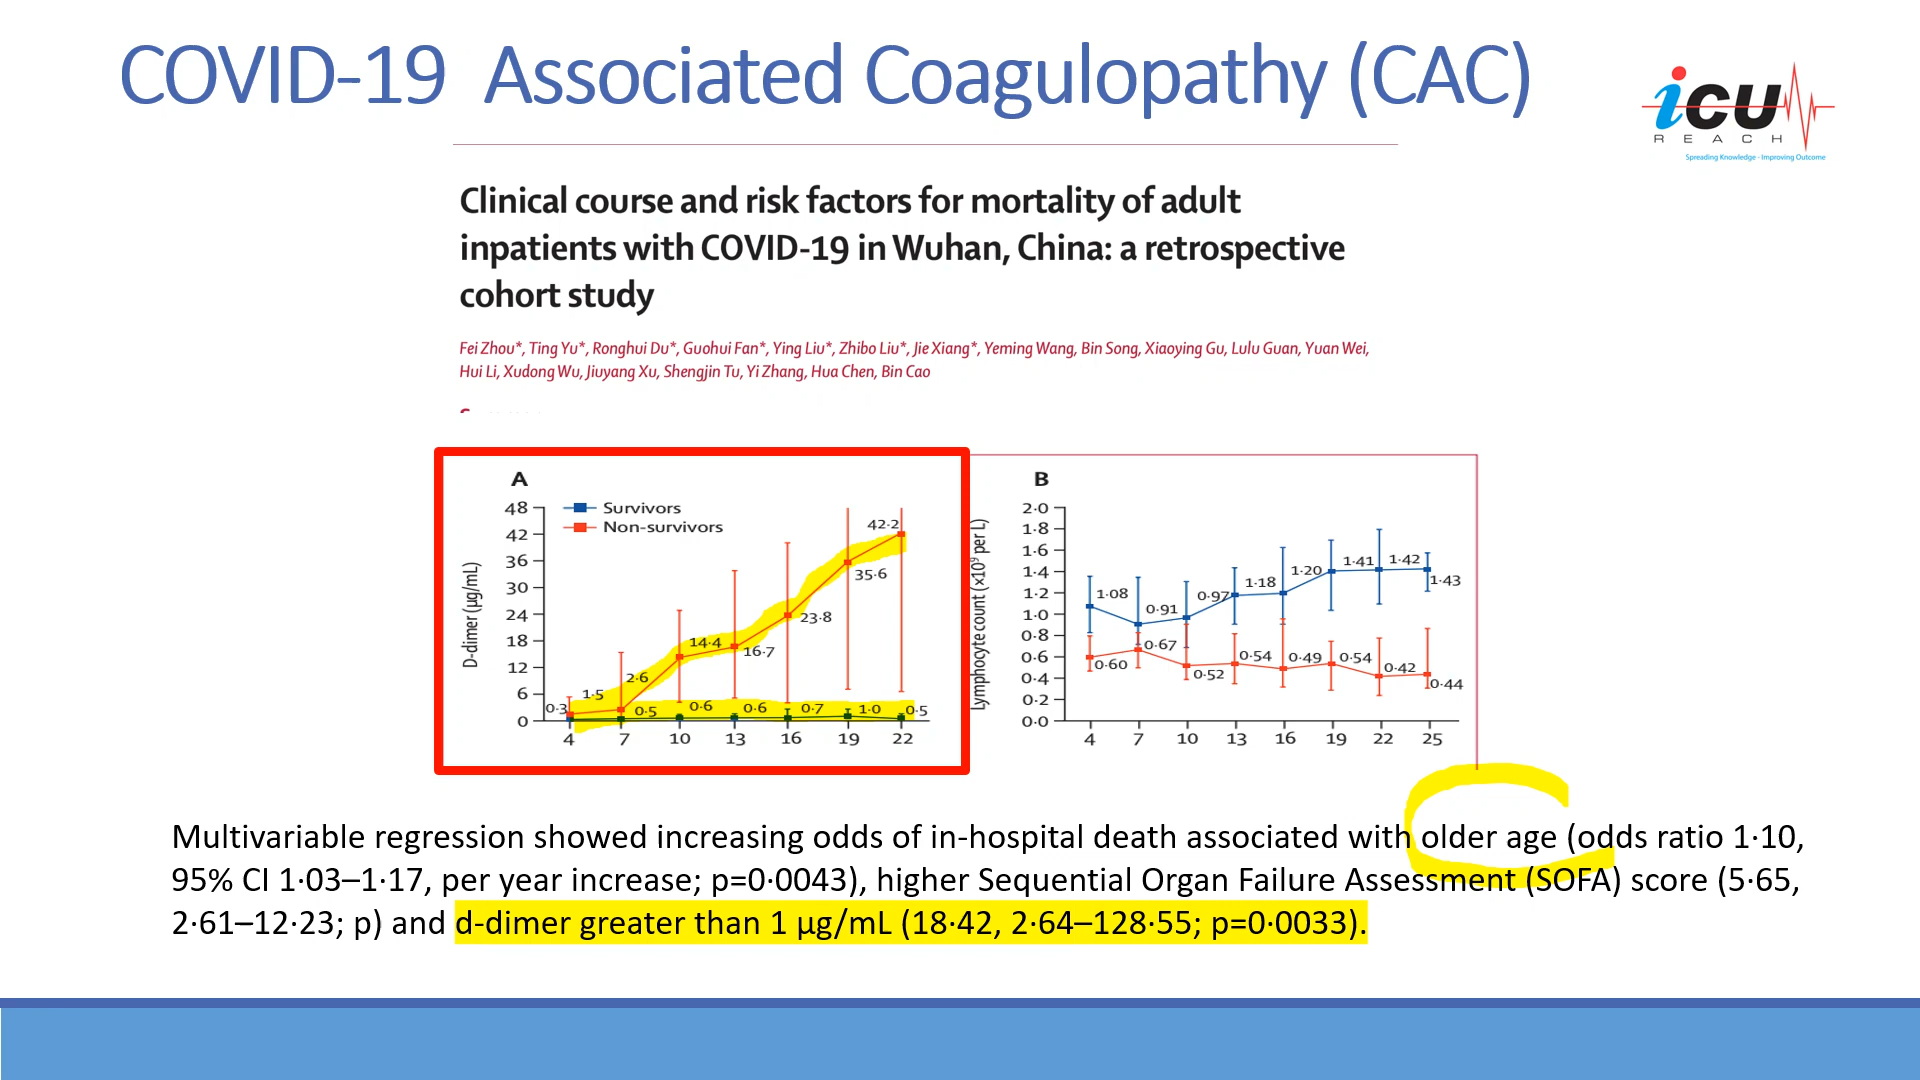 COVID-19 Associated Coagulopathy (CAC)
iCU
REACH
Spreading Knowledge - Improving Outcome
Clinical course and risk factors for mortality of adult
inpatients with COVID-19 in Wuhan, China: a retrospective
cohort study
Fei Zhou*, Ting Yu*, Ronghui Du*, Guohui Fan*, Ying Liu*, Zhibo Liu*, Jie Xiang*, Yeming Wang, Bin Song, Xiaoying Gu, Lulu Guan, Yuan Wei,
Hui Li, Xudong Wu, Jiuyang Xu, Shengjin Tu, Yi Zhang, Hua Chen, Bin Cao
A
Survivors
Non-survivors
D-dimer (µg/mL)
48
42
36
30
24
18
12
6
0
42·2
35·6
23·8
16·7
14·4
2·6
1·5
0·3
0·5
0·6
0·6
0·7
1·0
0·5
4 7 10 13 16 19 22
B
Lymphocyte count (×10⁹ per L)
2·0
1·8
1·6
1·4
1·2
1·0
0·8
0·6
0·4
0·2
0·0
1·08
0·91
0·97
1·18
1·20
1·41
1·42
1·43
0·60
0·67
0·52
0·54
0·49
0·54
0·42
0·44
4 7 10 13 16 19 22 25
Multivariable regression showed increasing odds of in-hospital death associated with older age (odds ratio 1·10,
95% CI 1·03–1·17, per year increase; p=0·0043), higher Sequential Organ Failure Assessment (SOFA) score (5·65,
2·61–12·23; p) and d-dimer greater than 1 µg/mL (18·42, 2·64–128·55; p=0·0033).